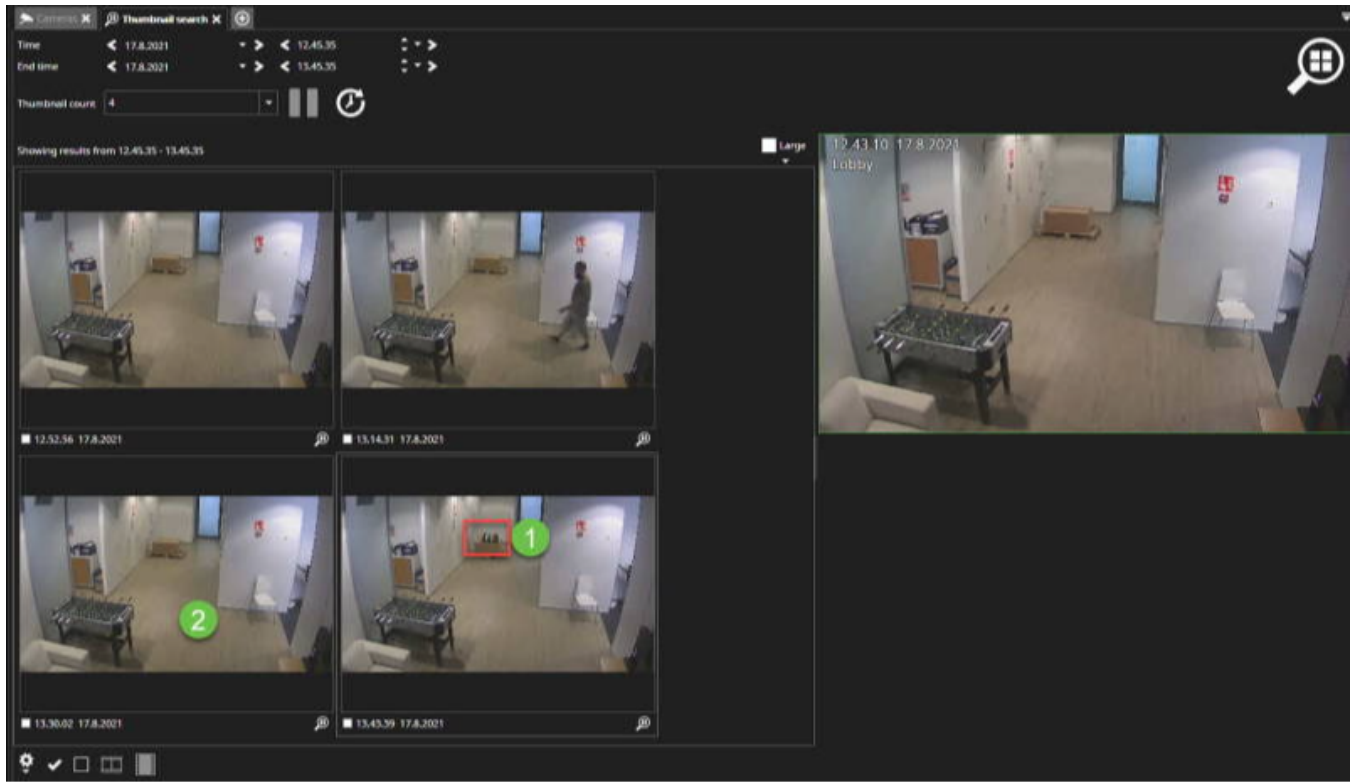 Cameras
Thumbnail search
Time 17.8.2021 12.45.35
End time 17.8.2021 13.45.35
Thumbnail count 4
Showing results from 12.45.35 - 13.45.35
Large
12.43.10 17.8.2021
Lobby
12.52.56 17.8.2021
13.14.31 17.8.2021
1
2
13.30.02 17.8.2021
13.43.39 17.8.2021